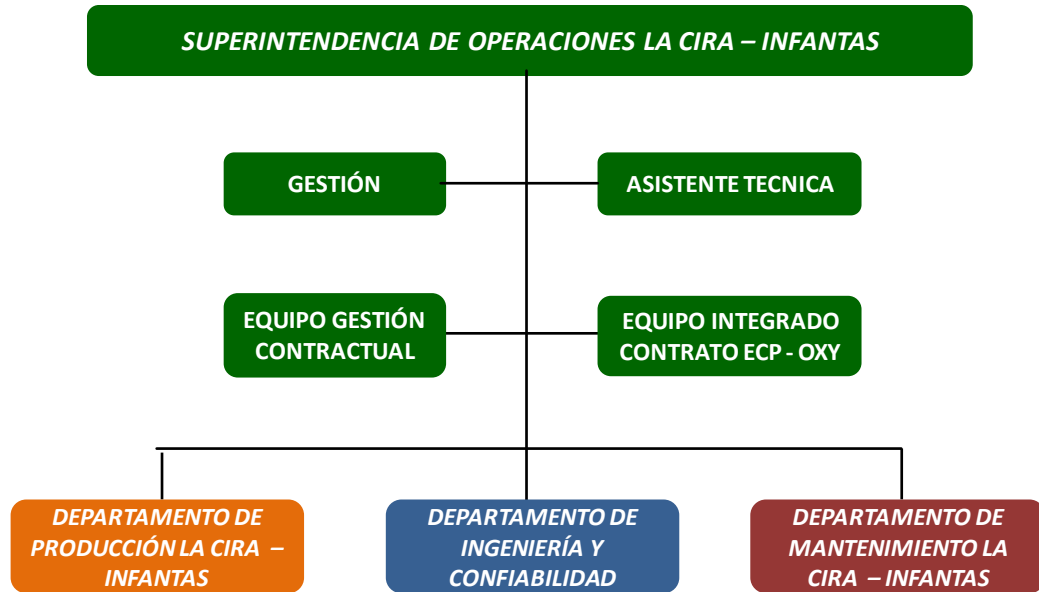 SUPERINTENDENCIA DE OPERACIONES LA CIRA – INFANTAS
GESTIÓN
ASISTENTE TECNICA
EQUIPO GESTIÓN
CONTRACTUAL
EQUIPO INTEGRADO
CONTRATO ECP - OXY
DEPARTAMENTO DE
PRODUCCIÓN LA CIRA –
INFANTAS
DEPARTAMENTO DE
INGENIERÍA Y
CONFIABILIDAD
DEPARTAMENTO DE
MANTENIMIENTO LA
CIRA – INFANTAS